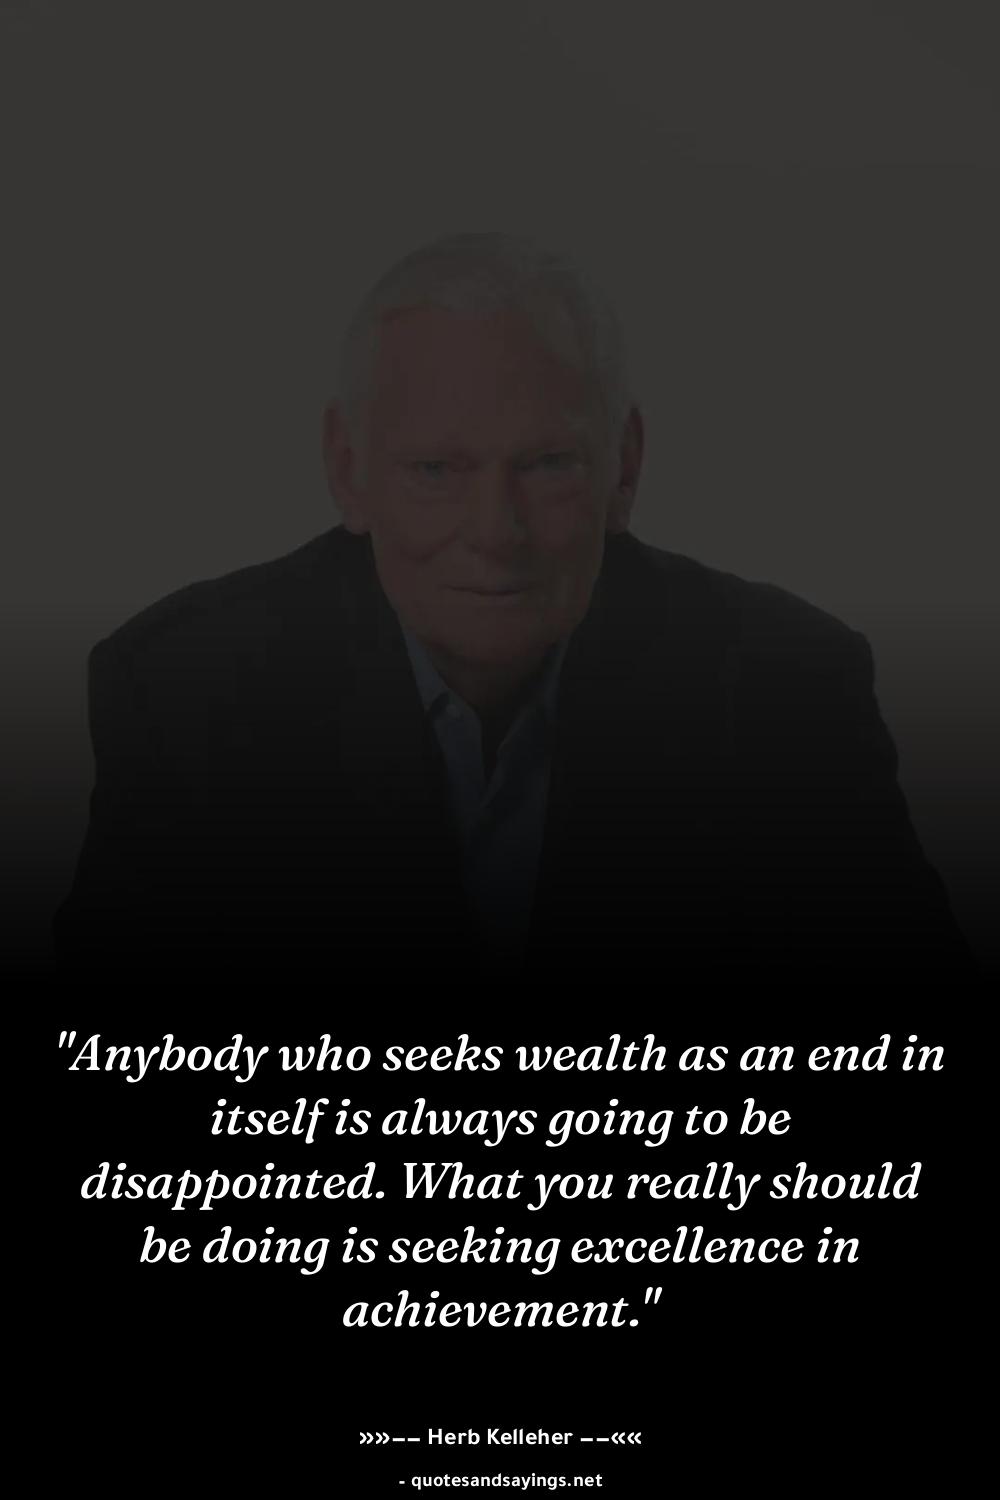 "Anybody who seeks wealth as an end in
itself is always going to be
disappointed. What you really should
be doing is seeking excellence in
achievement."
»»–– Herb Kelleher ––««
- quotesandsayings.net